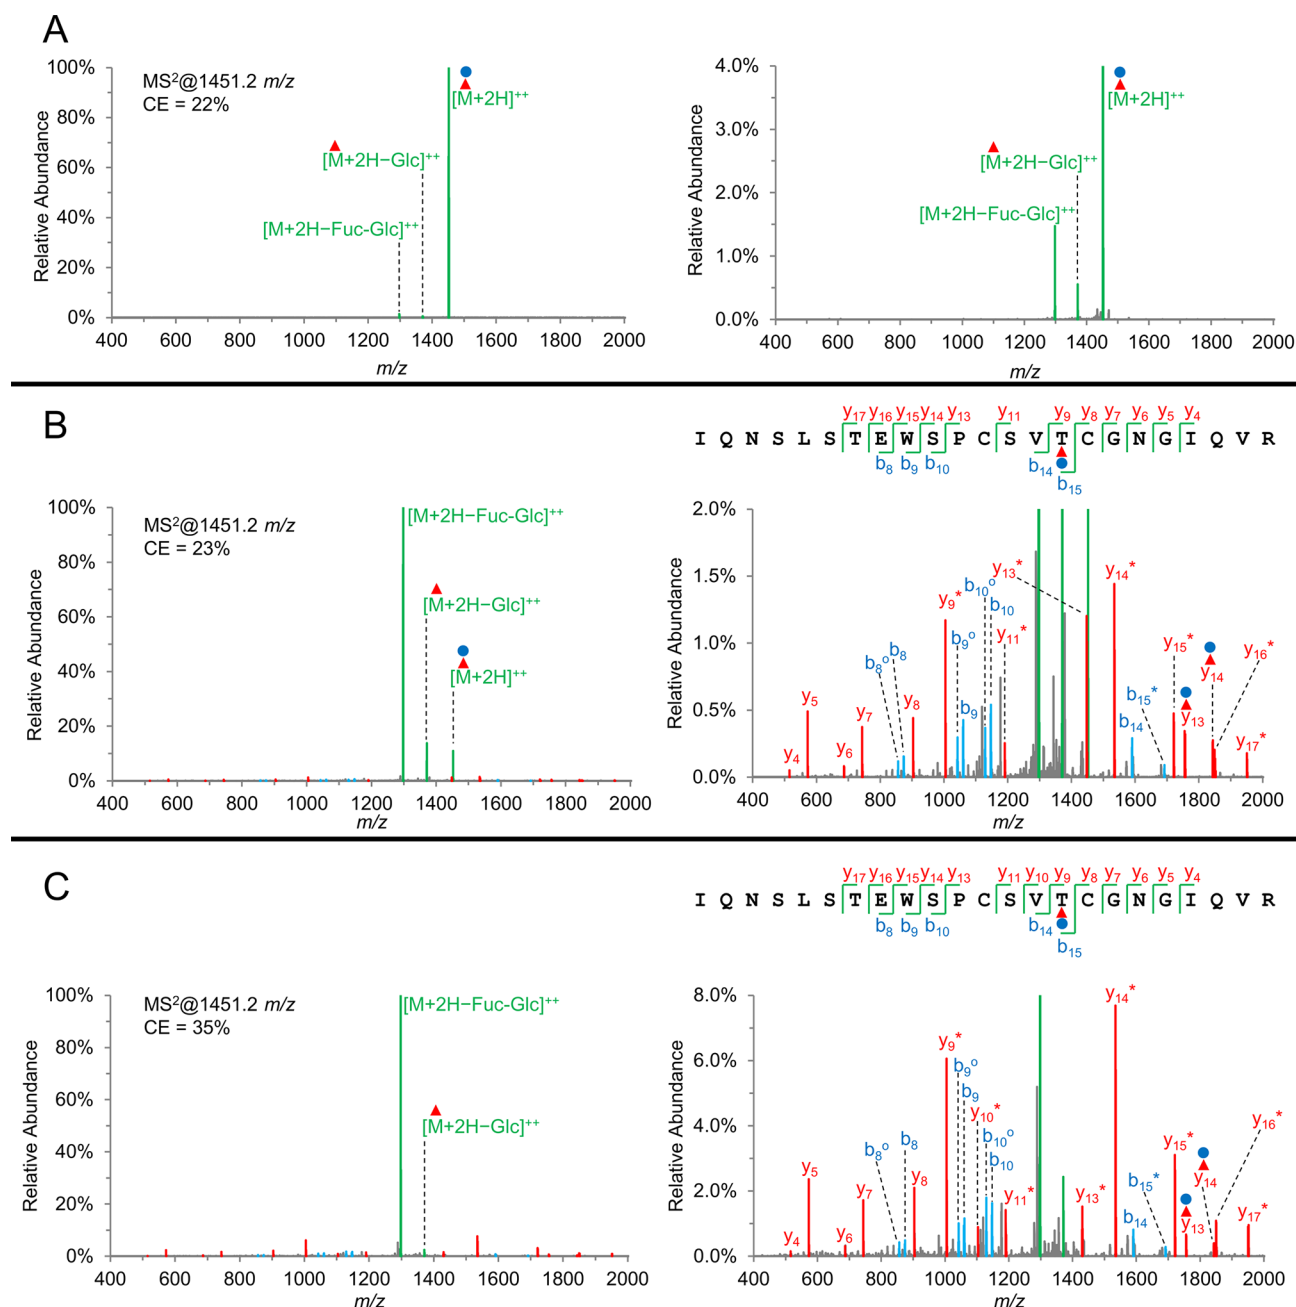 A
100%
80%
60%
40%
20%
0%
Relative Abundance
MS²@1451.2 m/z
CE = 22%
[M+2H]⁺⁺
[M+2H−Glc]⁺⁺
[M+2H−Fuc-Glc]⁺⁺
400 600 800 1000 1200 1400 1600 1800 2000
m/z
4.0%
3.0%
2.0%
1.0%
0.0%
Relative Abundance
[M+2H]⁺⁺
[M+2H−Glc]⁺⁺
[M+2H−Fuc-Glc]⁺⁺
400 600 800 1000 1200 1400 1600 1800 2000
m/z
B
100%
80%
60%
40%
20%
0%
Relative Abundance
MS²@1451.2 m/z
CE = 23%
[M+2H−Fuc-Glc]⁺⁺
[M+2H−Glc]⁺⁺
[M+2H]⁺⁺
400 600 800 1000 1200 1400 1600 1800 2000
m/z
y₁₇ y₁₆ y₁₅ y₁₄ y₁₃ y₁₁ y₉ y₈ y₇ y₆ y₅ y₄
I Q N S L S T E W S P C S V T C G N G I Q V R
b₈ b₉ b₁₀ b₁₄
b₁₅
2.0%
1.5%
1.0%
0.5%
0.0%
Relative Abundance
y₄
y₅
y₆
y₇
b₈°
b₈
y₈
y₉*
b₉°
b₉
b₁₀°
b₁₀
y₁₁*
y₁₃*
y₁₄*
b₁₄
b₁₅*
y₁₅*
y₁₃
y₁₄
y₁₆*
y₁₇*
400 600 800 1000 1200 1400 1600 1800 2000
m/z
C
100%
80%
60%
40%
20%
0%
Relative Abundance
MS²@1451.2 m/z
CE = 35%
[M+2H−Fuc-Glc]⁺⁺
[M+2H−Glc]⁺⁺
400 600 800 1000 1200 1400 1600 1800 2000
m/z
y₁₇ y₁₆ y₁₅ y₁₄ y₁₃ y₁₁ y₁₀ y₉ y₈ y₇ y₆ y₅ y₄
I Q N S L S T E W S P C S V T C G N G I Q V R
b₈ b₉ b₁₀ b₁₄
b₁₅
8.0%
6.0%
4.0%
2.0%
0.0%
Relative Abundance
y₄
y₅
y₆
y₇
b₈°
b₈
y₈
y₉*
b₉°
b₉
y₁₀*
b₁₀°
b₁₀
y₁₁*
y₁₃*
y₁₄*
b₁₄
b₁₅*
y₁₅*
y₁₃
y₁₄
y₁₆*
y₁₇*
400 600 800 1000 1200 1400 1600 1800 2000
m/z